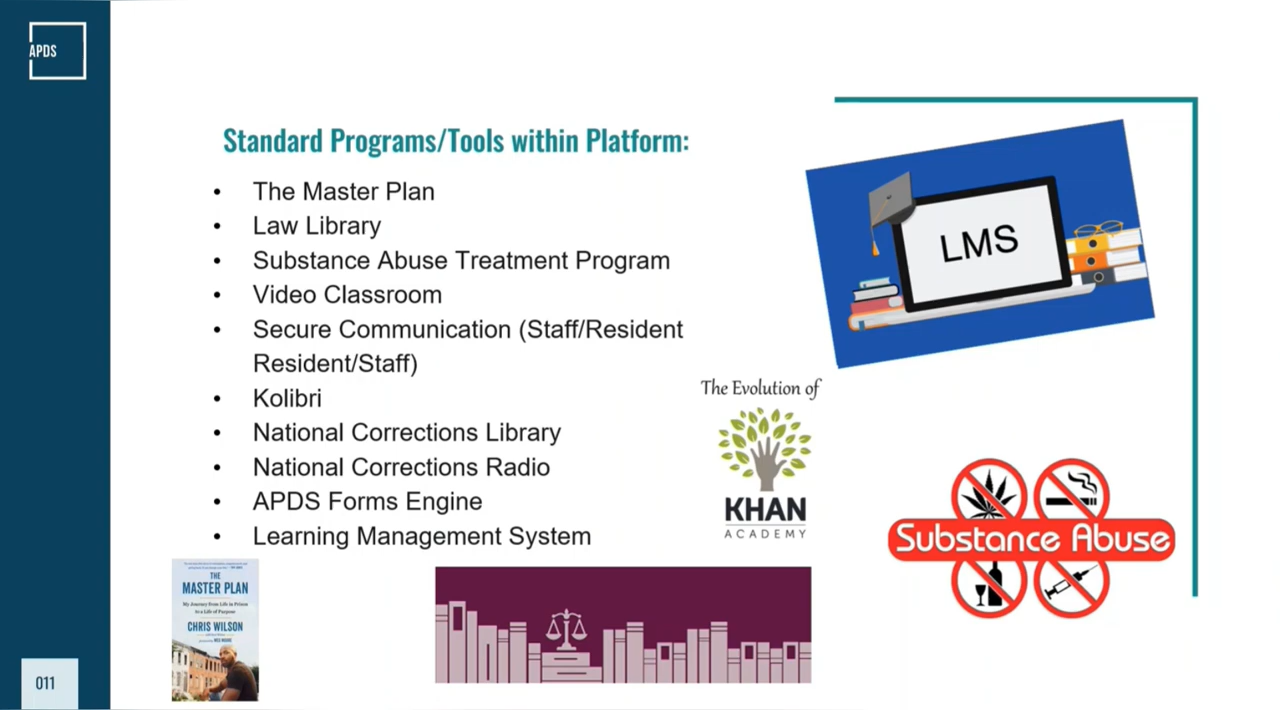 APDS
Standard Programs/Tools within Platform:
• The Master Plan
• Law Library
• Substance Abuse Treatment Program
• Video Classroom
• Secure Communication (Staff/Resident
Resident/Staff)
• Kolibri
• National Corrections Library
• National Corrections Radio
• APDS Forms Engine
• Learning Management System
LMS
The Evolution of
KHAN
ACADEMY
Substance Abuse
THE
MASTER PLAN
My Journey from Life in Prison
to a Life of Purpose
CHRIS WILSON
011